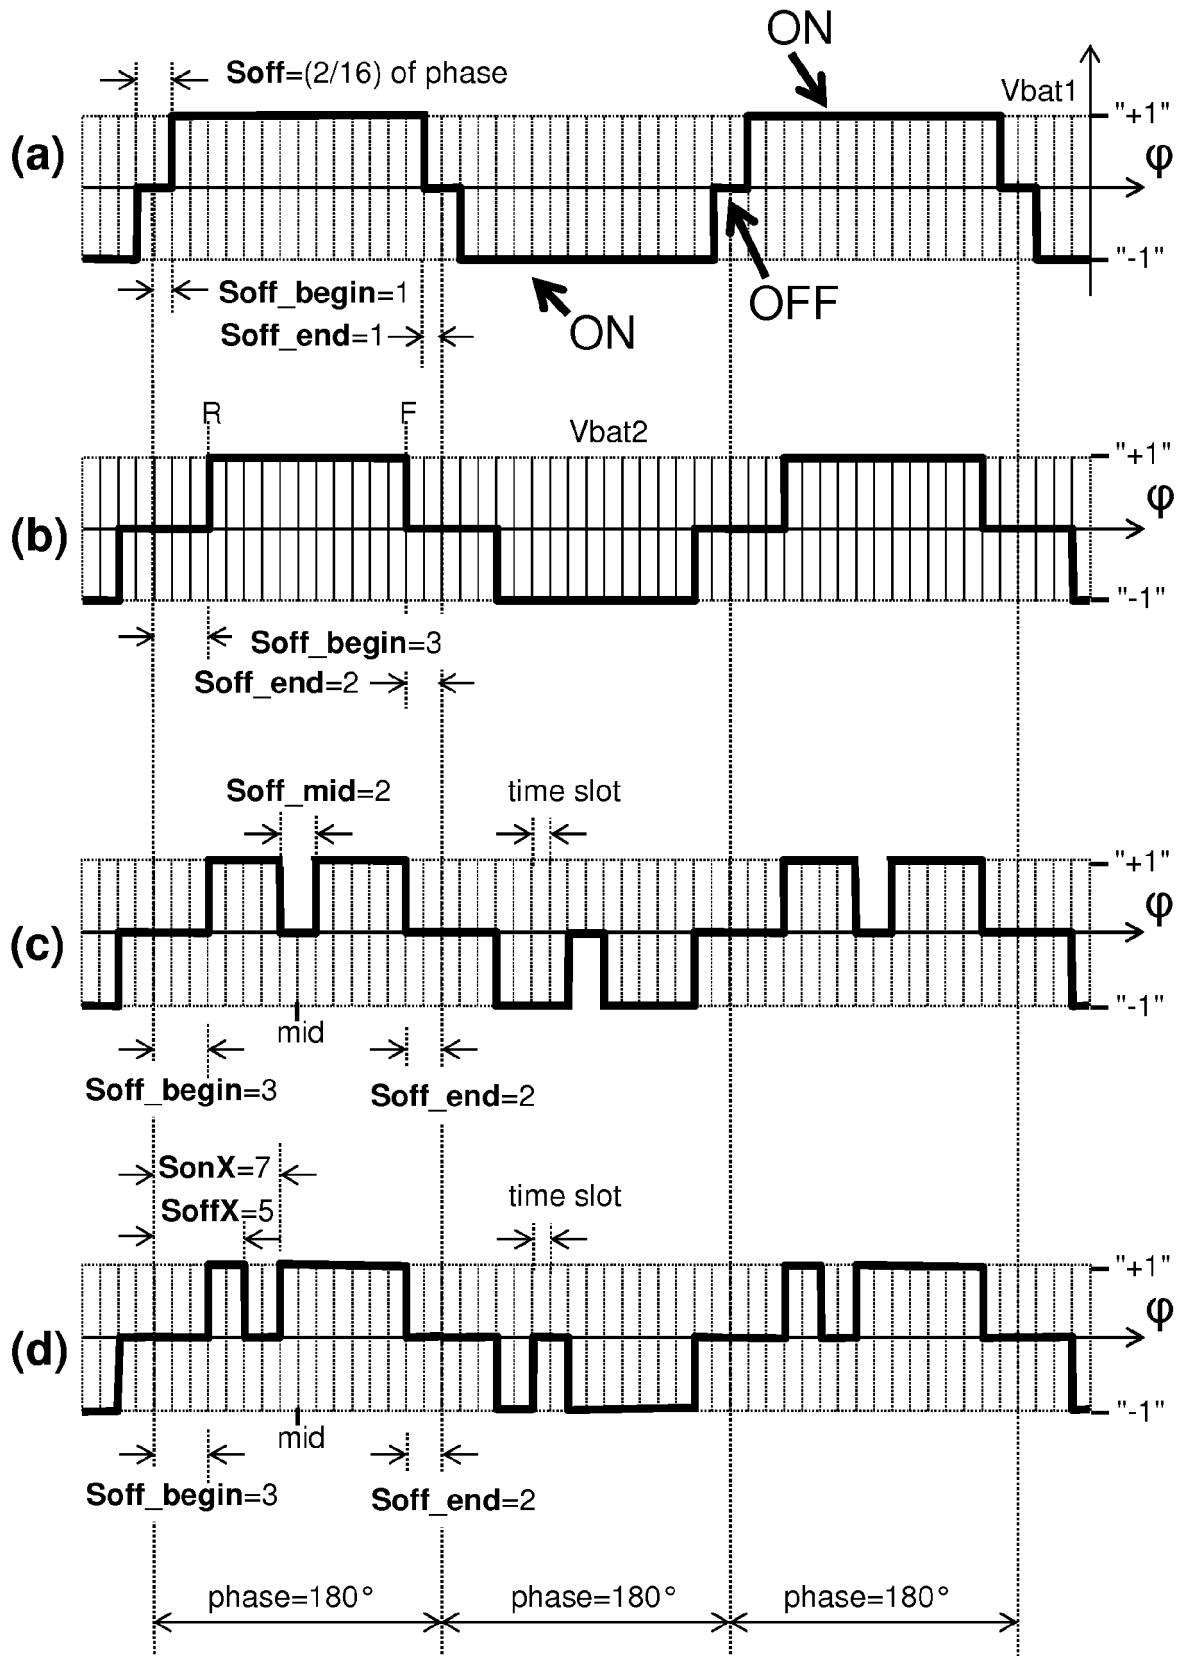 ON
Soff=(2/16) of phase
Vbat1
"+1"
(a)
φ
"-1"
Soff_begin=1
OFF
Soff_end=1
ON
R
F
Vbat2
"+1"
φ
(b)
"-1"
Soff_begin=3
Soff_end=2
Soff_mid=2
time slot
"+1"
φ
(c)
"-1"
mid
Soff_begin=3
Soff_end=2
SonX=7
SoffX=5
time slot
"+1"
φ
(d)
"-1"
mid
Soff_begin=3
Soff_end=2
phase=180°
phase=180°
phase=180°